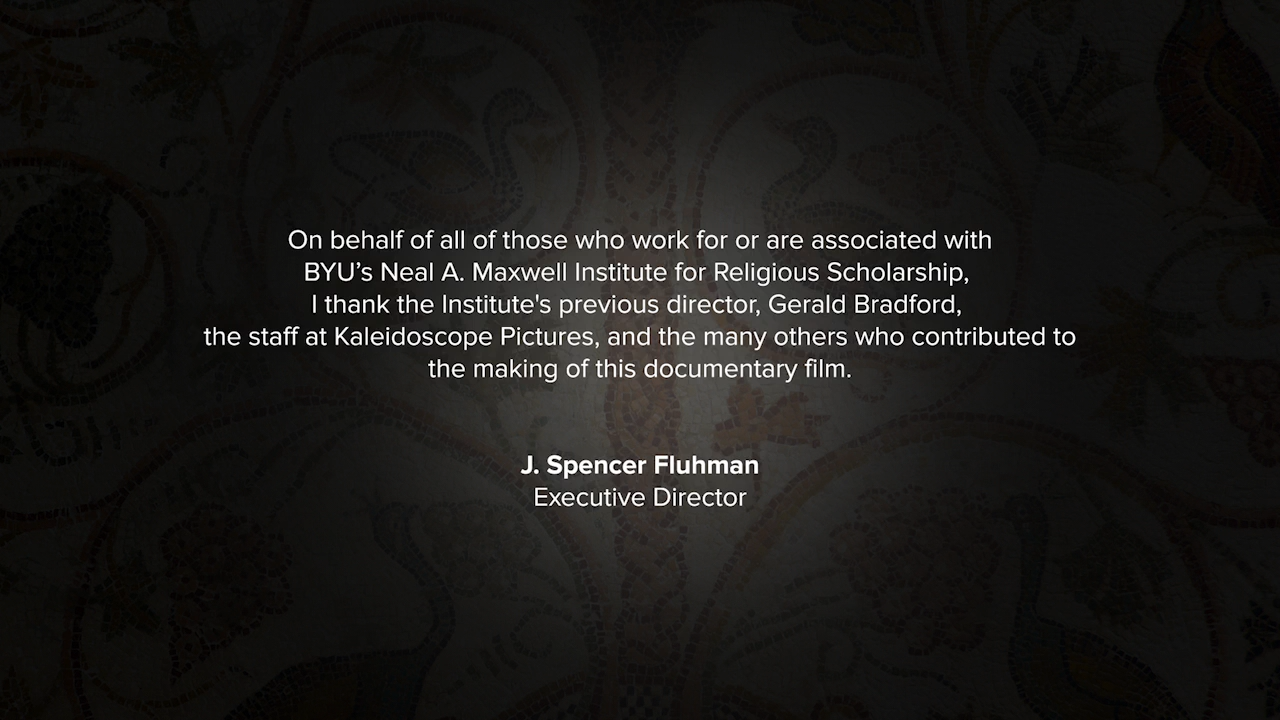 On behalf of all of those who work for or are associated with
BYU’s Neal A. Maxwell Institute for Religious Scholarship,
I thank the Institute's previous director, Gerald Bradford,
the staff at Kaleidoscope Pictures, and the many others who contributed to
the making of this documentary film.
J. Spencer Fluhman
Executive Director